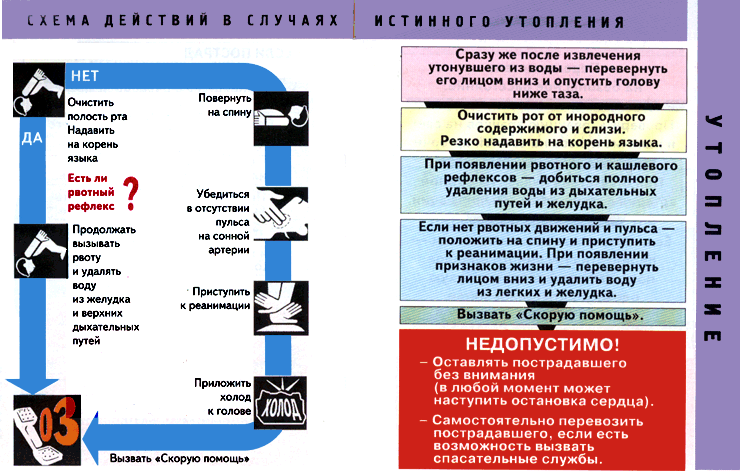 СХЕМА ДЕЙСТВИЙ В СЛУЧАЯХ ИСТИННОГО УТОПЛЕНИЯ
НЕТ
Очистить
полость рта
Надавить
на корень
языка
ДА
Есть ли
рвотный
рефлекс
?
Продолжать
вызывать
рвоту
и удалять
воду
из желудка
и верхних
дыхательных
путей
Повернуть
на спину
Убедиться
в отсутствии
пульса
на сонной
артерии
Приступить
к реанимации
Приложить
холод
к голове
ХОЛОД
03
Вызвать «Скорую помощь»
Сразу же после извлечения
утонувшего из воды — перевернуть
его лицом вниз и опустить голову
ниже таза.
Очистить рот от инородного
содержимого и слизи.
Резко надавить на корень языка.
При появлении рвотного и кашлевого
рефлексов — добиться полного
удаления воды из дыхательных
путей и желудка.
Если нет рвотных движений и пульса —
положить на спину и приступить
к реанимации. При появлении
признаков жизни — перевернуть
лицом вниз и удалить воду
из легких и желудка.
Вызвать «Скорую помощь».
НЕДОПУСТИМО!
– Оставлять пострадавшего
без внимания
(в любой момент может
наступить остановка сердца).
– Самостоятельно перевозить
пострадавшего, если есть
возможность вызвать
спасательные службы.
УТОПЛЕНИЕ